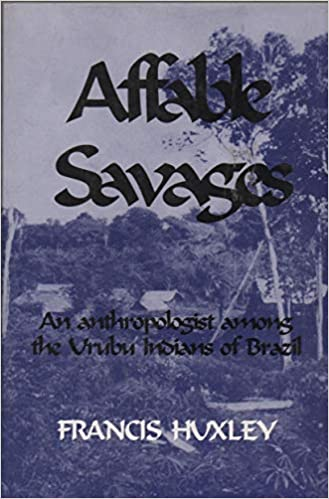 Affable
Savages
An anthropologist among
the Urubu Indians of Brazil
FRANCIS HUXLEY